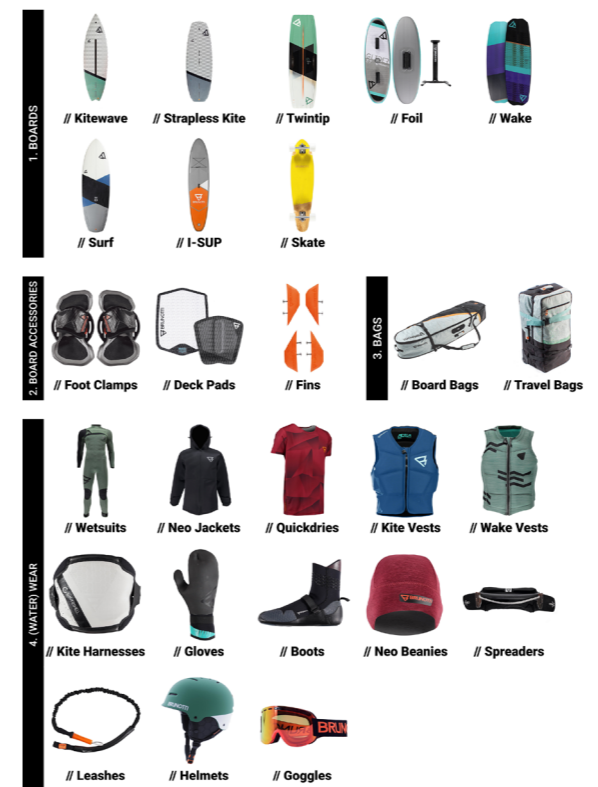 1. BOARDS
// Kitewave
// Strapless Kite
// Twintip
// Foil
// Wake
// Surf
// I-SUP
// Skate
2. BOARD ACCESSORIES
// Foot Clamps
// Deck Pads
// Fins
3. BAGS
// Board Bags
// Travel Bags
4. (WATER) WEAR
// Wetsuits
// Neo Jackets
// Quickdries
// Kite Vests
// Wake Vests
// Kite Harnesses
// Gloves
// Boots
// Neo Beanies
// Spreaders
// Leashes
BRUNOTTI
// Helmets
BRUNO
// Goggles